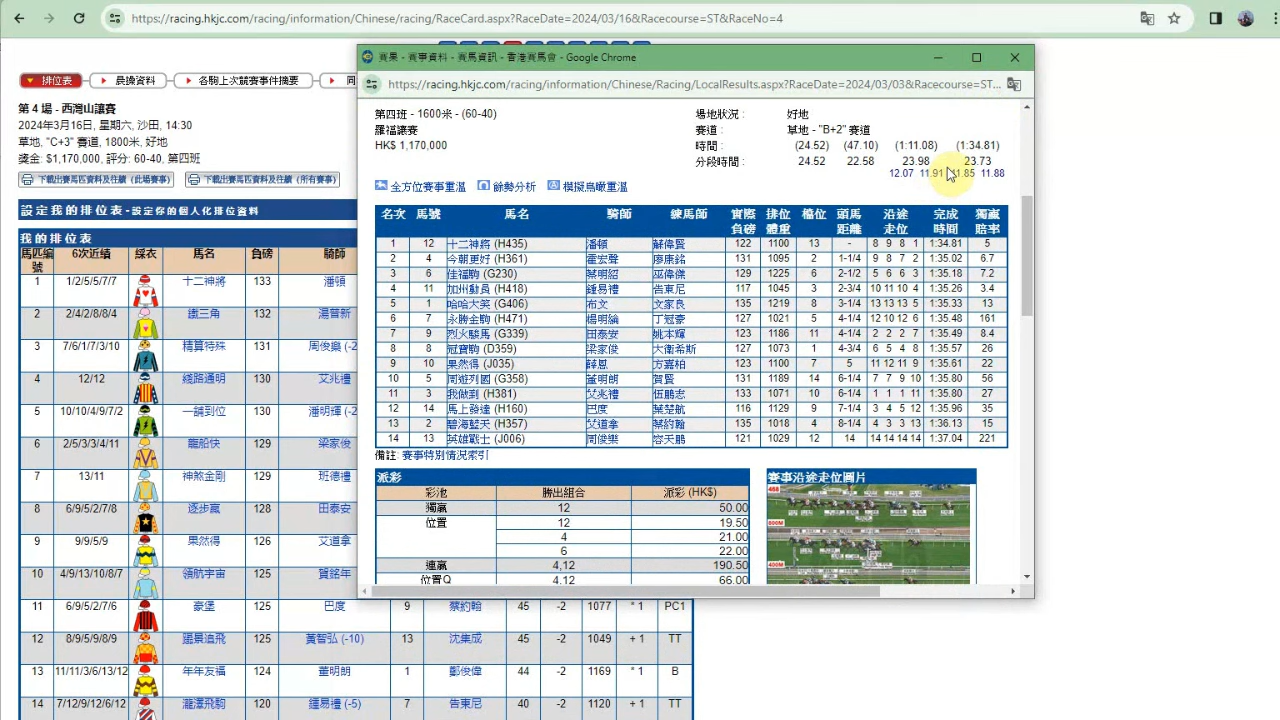 https://racing.hkjc.com/racing/information/Chinese/racing/RaceCard.aspx?RaceDate=2024/03/16&Racecourse=ST&RaceNo=4
賽果 - 賽事資料 - 賽馬資訊 - 香港賽馬會 - Google Chrome
https://racing.hkjc.com/racing/information/Chinese/Racing/LocalResults.aspx?RaceDate=2024/03/03&Racecourse=ST...
排位表 晨操資料 各駒上次競賽事件摘要 同
第 4 場 - 西灣山讓賽
2024年3月16日, 星期六, 沙田, 14:30
草地, "C+3" 賽道, 1800米, 好地
獎金: $1,170,000, 評分: 60-40, 第四班
下載出賽馬匹資料及往績 (此場賽事) 下載出賽馬匹資料及往績 (所有賽事)
設定我的排位表-設定你的個人化排位資料
我的排位表
馬匹編號 6次近績 綵衣 馬名 負磅 騎師
1 1/2/5/5/7/7 十二神將 133 潘頓
2 2/4/2/8/8/4 鐵三角 132 湯普新
3 7/6/1/7/3/10 精算特殊 131 周俊樂 (-2
4 12/12 綫路通明 130 艾兆禮
5 10/10/4/9/7/2 一舖到位 130 潘明輝 (-2
6 2/5/3/3/4/11 龍船快 129 梁家俊
7 13/11 神煞金剛 129 班德禮
8 6/9/5/2/7/8 逐步贏 128 田泰安
9 9/9/5/9 果然得 126 艾道拿
10 4/9/13/10/8/7 領航宇宙 125 賀銘年
11 6/9/5/2/7/6 豪堡 125 巴度 9 蔡約翰 45 -2 1077 * 1 PC1
12 8/9/5/9/8/9 團景追飛 125 黃智弘 (-10) 13 沈集成 45 -2 1049 + 1 TT
13 11/11/3/6/13/12 年年友福 124 董明朗 1 鄭俊偉 44 -2 1169 * 1 B
14 7/12/9/12/6/12 瀧澤飛駒 120 鍾易禮 (-5) 7 告東尼 40 -2 1120 + 1 TT
第四班 - 1600米 - (60-40) 場地狀況 : 好地
羅福讓賽 賽道 : 草地 - "B+2" 賽道
HK$ 1,170,000 時間 : (24.52) (47.10) (1:11.08) (1:34.81)
分段時間 : 24.52 22.58 23.98 23.73
12.07 11.91 11.85 11.88
全方位賽事重溫 餘勢分析 模擬鳥瞰重溫
名次 馬號 馬名 騎師 練馬師 實際負磅 排位體重 檔位 頭馬距離 沿途走位 完成時間 獨贏賠率
1 12 十二神將 (H435) 潘頓 蘇偉賢 122 1100 13 - 8 9 8 1 1:34.81 5
2 4 今朝更好 (H361) 霍宏聲 廖康銘 131 1095 2 1-1/4 9 8 7 2 1:35.02 6.7
3 6 佳福駒 (G230) 蔡明紹 巫偉傑 129 1225 6 2-1/2 5 6 6 3 1:35.18 7.2
4 11 加州動員 (H418) 鍾易禮 告東尼 117 1045 3 2-3/4 10 11 10 4 1:35.26 3.4
5 1 哈哈大笑 (G406) 布文 文家良 135 1219 8 3-1/4 13 13 13 5 1:35.33 13
6 7 永勝金駒 (H471) 楊明綸 丁冠豪 127 1021 5 4-1/4 12 10 12 6 1:35.48 161
7 9 烈火駿馬 (G339) 田泰安 姚本輝 123 1186 11 4-1/4 2 2 2 7 1:35.49 8.4
8 8 冠寶駒 (D359) 梁家俊 大衛希斯 127 1073 1 4-3/4 6 5 4 8 1:35.57 26
9 10 果然得 (J035) 薛恩 方嘉柏 123 1100 7 5 11 12 11 9 1:35.61 22
10 5 周遊列國 (G358) 董明朗 賀賢 131 1189 14 6-1/4 7 7 9 10 1:35.80 56
11 3 我做到 (H381) 艾兆禮 伍鵬志 133 1071 10 6-1/4 1 1 1 11 1:35.80 27
12 14 馬上發達 (H160) 巴度 葉楚航 116 1129 9 7-1/4 3 4 5 12 1:35.96 35
13 2 碧海藍天 (H357) 艾道拿 蔡約翰 135 1018 4 8-1/4 4 3 3 13 1:36.13 15
14 13 英雄戰士 (J006) 周俊樂 容天鵬 121 1029 12 14 14 14 14 14 1:37.04 221
備註: 賽事特別情況索引
派彩 賽事沿途走位圖片
彩池 勝出組合 派彩 (HK$)
獨贏 12 50.00
位置 12 19.50
4 21.00
6 22.00
連贏 4,12 190.50
位置Q 4,12 66.00
800M
400M